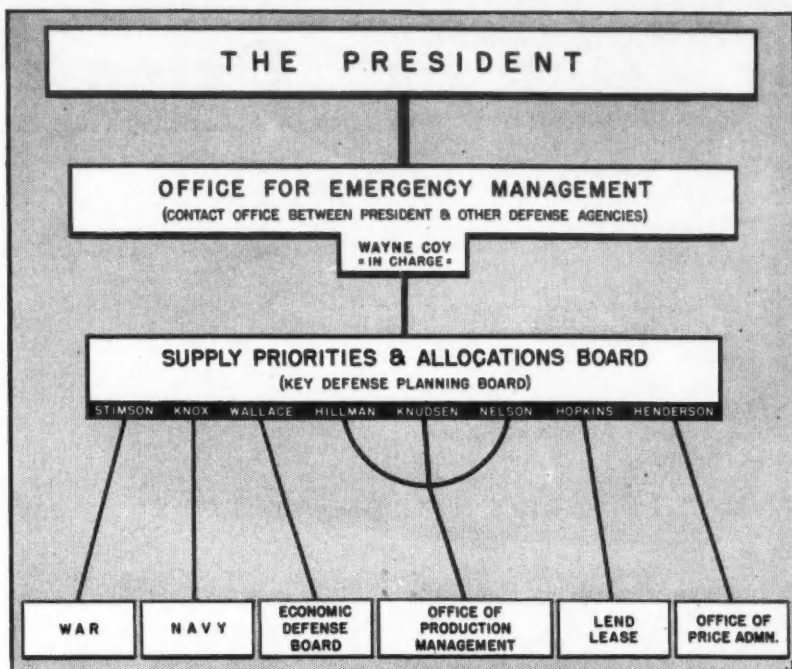 THE PRESIDENT
OFFICE FOR EMERGENCY MANAGEMENT
(CONTACT OFFICE BETWEEN PRESIDENT & OTHER DEFENSE AGENCIES)
WAYNE COY
• IN CHARGE •
SUPPLY PRIORITIES & ALLOCATIONS BOARD
(KEY DEFENSE PLANNING BOARD)
STIMSON KNOX WALLACE HILLMAN KNUDSEN NELSON HOPKINS HENDERSON
WAR
NAVY
ECONOMIC
DEFENSE
BOARD
OFFICE OF
PRODUCTION
MANAGEMENT
LEND
LEASE
OFFICE OF
PRICE ADMN.